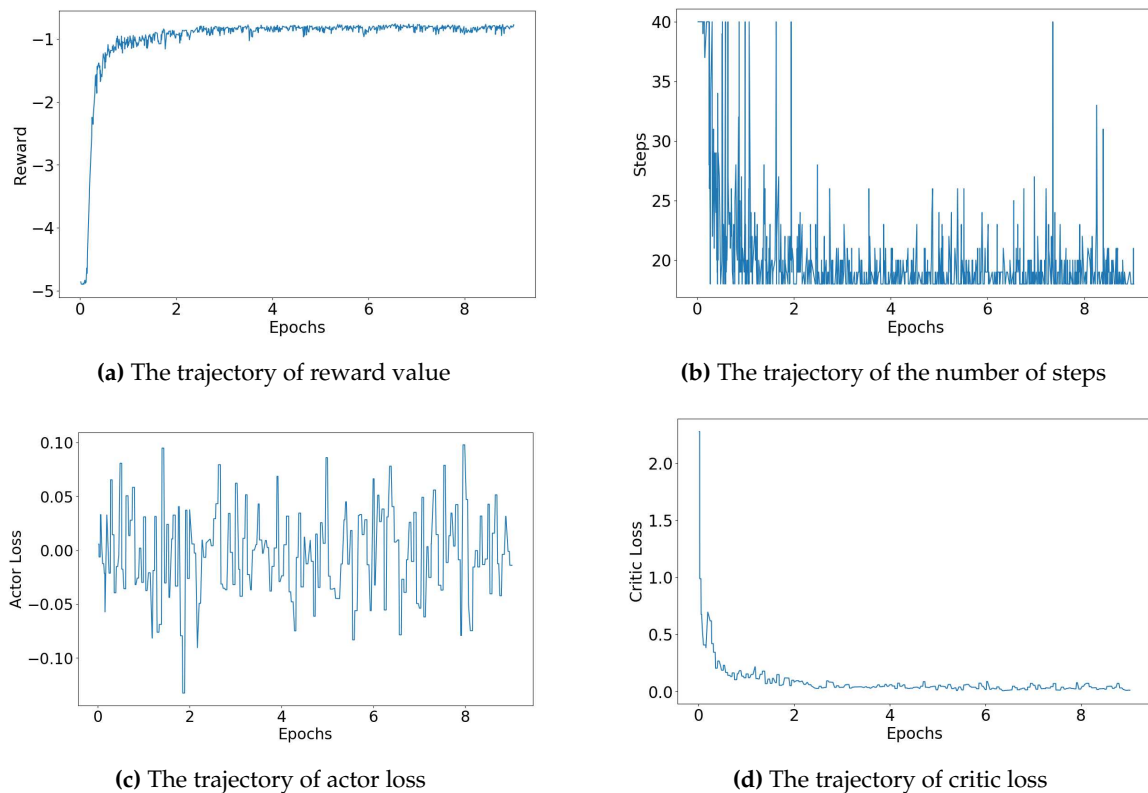 −1
−2
−3
−4
−5
Reward
0 2 4 6 8
Epochs
(a) The trajectory of reward value
40
35
30
25
20
Steps
0 2 4 6 8
Epochs
(b) The trajectory of the number of steps
0.10
0.05
0.00
−0.05
−0.10
Actor Loss
0 2 4 6 8
Epochs
(c) The trajectory of actor loss
2.0
1.5
1.0
0.5
0.0
Critic Loss
0 2 4 6 8
Epochs
(d) The trajectory of critic loss